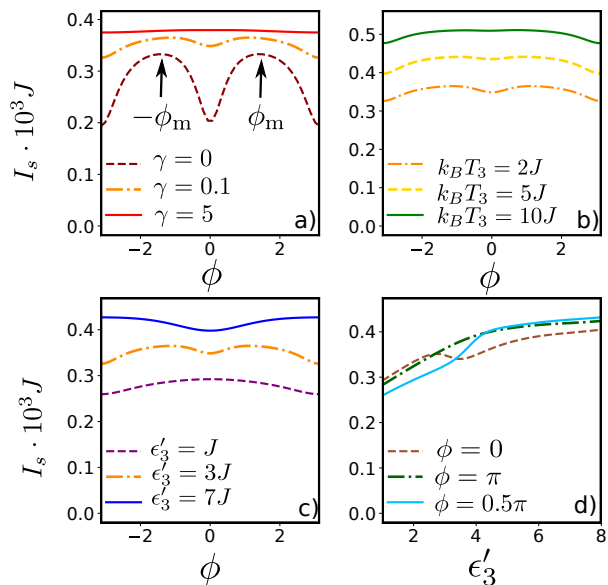 I_s · 10^3 J
0.4
0.3
0.2
0.1
0.0
−ϕ_m
ϕ_m
γ = 0
γ = 0.1
γ = 5
a)
−2
0
2
ϕ
0.5
0.4
0.3
0.2
0.1
0.0
k_B T_3 = 2J
k_B T_3 = 5J
k_B T_3 = 10J
b)
−2
0
2
ϕ
I_s · 10^3 J
0.4
0.3
0.2
0.1
0.0
ϵ′_3 = J
ϵ′_3 = 3J
ϵ′_3 = 7J
c)
−2
0
2
ϕ
0.4
0.3
0.2
0.1
0.0
ϕ = 0
ϕ = π
ϕ = 0.5π
d)
2
4
6
8
ϵ′_3